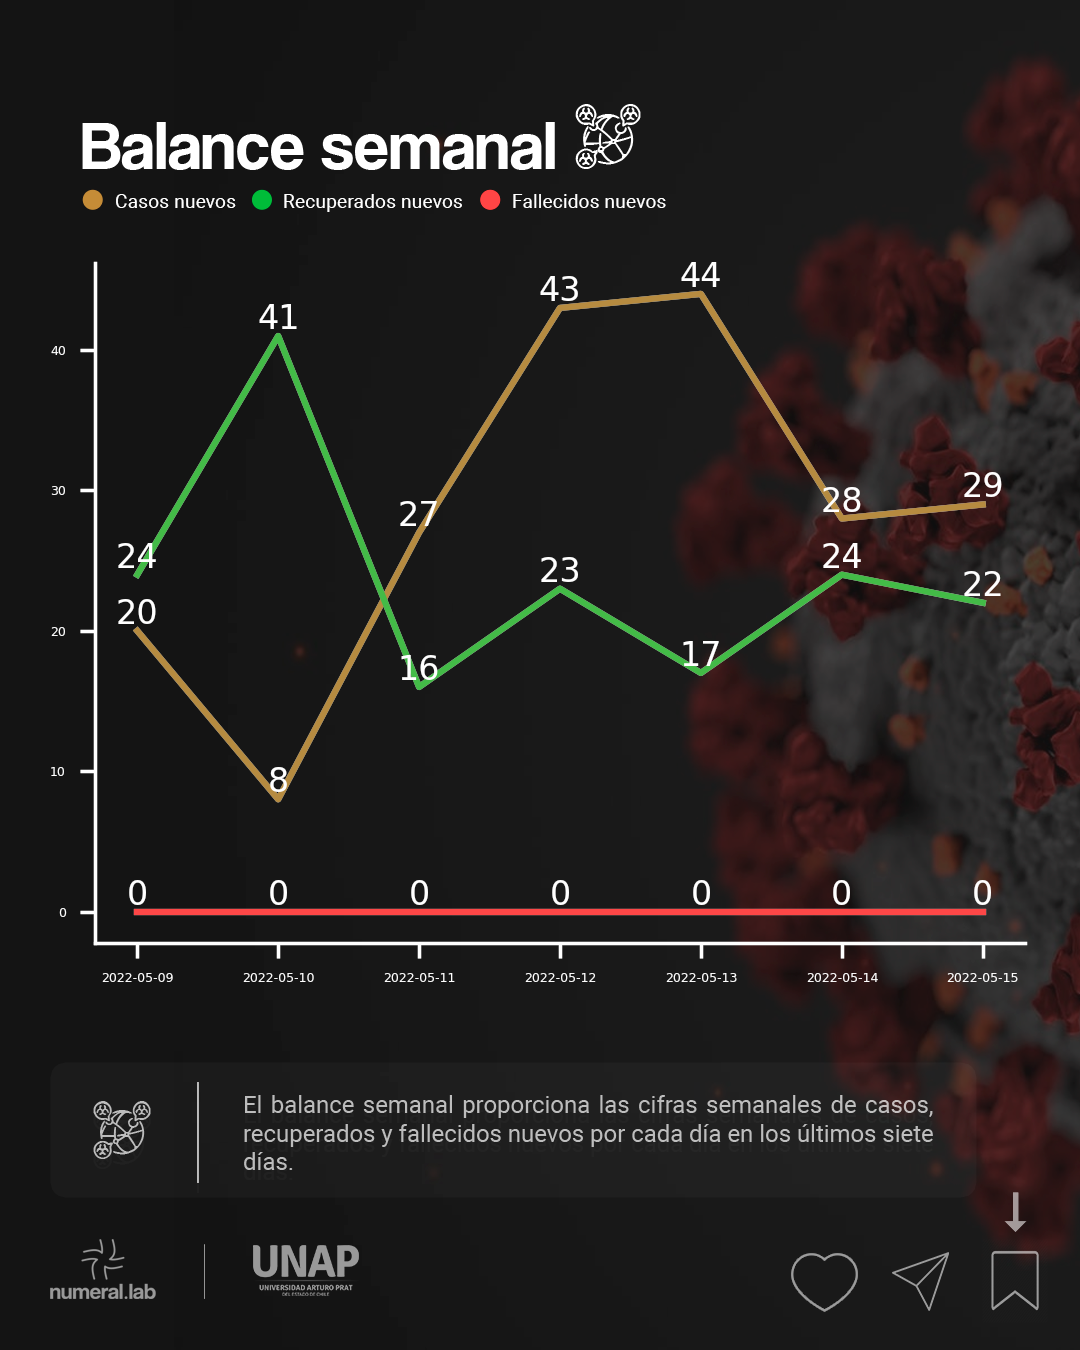 Balance semanal
Casos nuevos Recuperados nuevos Fallecidos nuevos
44
43
41
40
30
29
28
27
24
24
23
22
20
20
17
16
10
8
0 0 0 0 0 0 0
0
2022-05-09 2022-05-10 2022-05-11 2022-05-12 2022-05-13 2022-05-14 2022-05-15
El balance semanal proporciona las cifras semanales de casos,
recuperados y fallecidos nuevos por cada día en los últimos siete
días.
numeral.lab
UNAP
UNIVERSIDAD ARTURO PRAT
DEL ESTADO DE CHILE